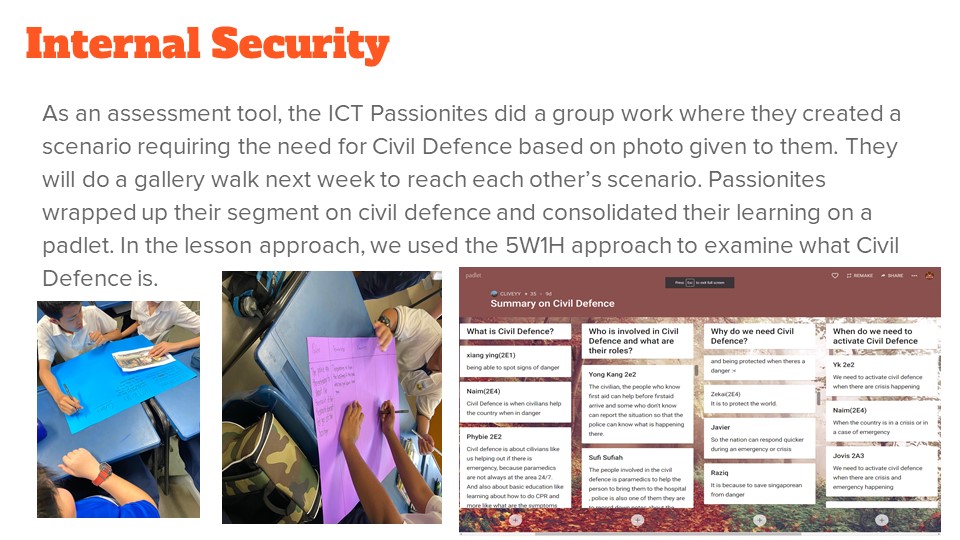 Internal Security
As an assessment tool, the ICT Passionites did a group work where they created a
scenario requiring the need for Civil Defence based on photo given to them. They
will do a gallery walk next week to reach each other's scenario. Passionites
wrapped up their segment on civil defence and consolidated their learning on a
padlet. In the lesson approach, we used the 5W1H approach to examine what Civil
Defence is.
padlet
REMAKE
SHARE
Press Esc to exit full screen
CLIVEYY
Summary on Civil Defence
What is Civil Defence?
xiang ying(2E1)
being able to spot signs of danger
Naim(2E4)
Civil Defence is when civilians help
the country when in danger
Phybie 2E2
Civil defence is about cilivians like
us helping out if there is
emergency, because paramedics
are not always at the area 24/7.
And also about basic education like
learning about how to do CPR and
more like what are the symptoms
Who is involved in Civil
Defence and what are
their roles?
Yong Kang 2e2
The civilian, the people who know
first aid can help before firstaid
arrive and some who don't know
can report the situation so that the
police can know what is happening
there.
Sufi Sufiah
The people involved in civil
defence is paramedics to help the
person to bring them to the hospital
, police is also one of them they are
to record down notes about the
Why do we need Civil
Defence?
and being protected when theres a
danger :<
Zekai(2E4)
It is to protect the world.
Javier
So the nation can respond quicker
during an emergency or crisis
Raziq
It is because to save singaporean
from danger
When do we need to
activate Civil Defence
Yk 2e2
We need to activate civil defence
when there are crisis happening
Naim(2E4)
When the country is in a crisis or in
a case of emergency
Jovis 2A3
We need to activate civil defence
when there are crisis and
emergency happening